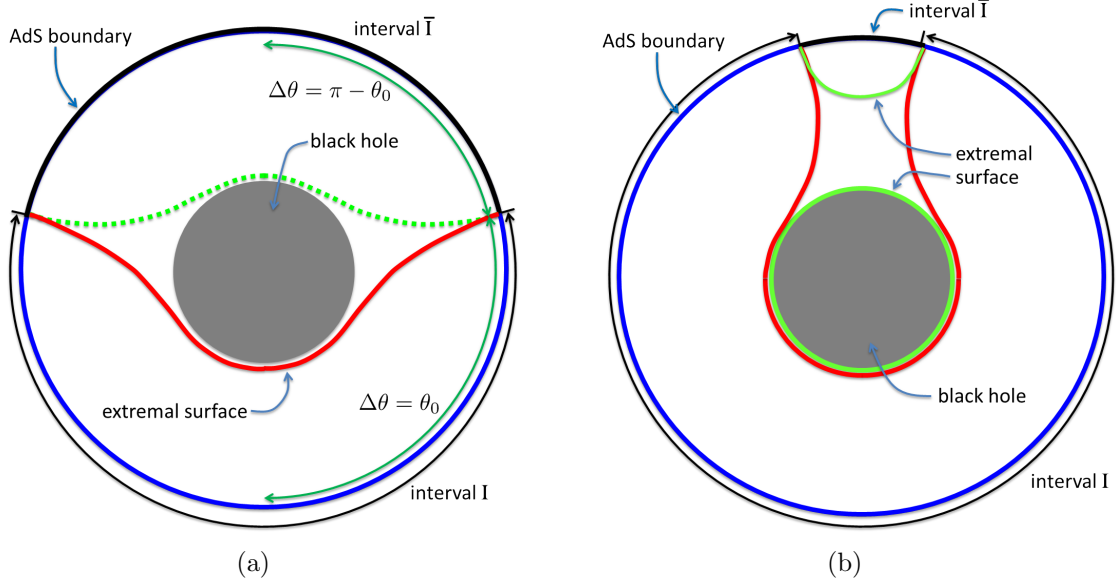 AdS boundary
interval Ī
Δθ = π − θ₀
black hole
extremal surface
Δθ = θ₀
interval I
(a)
interval Ī
AdS boundary
extremal
surface
black hole
interval I
(b)